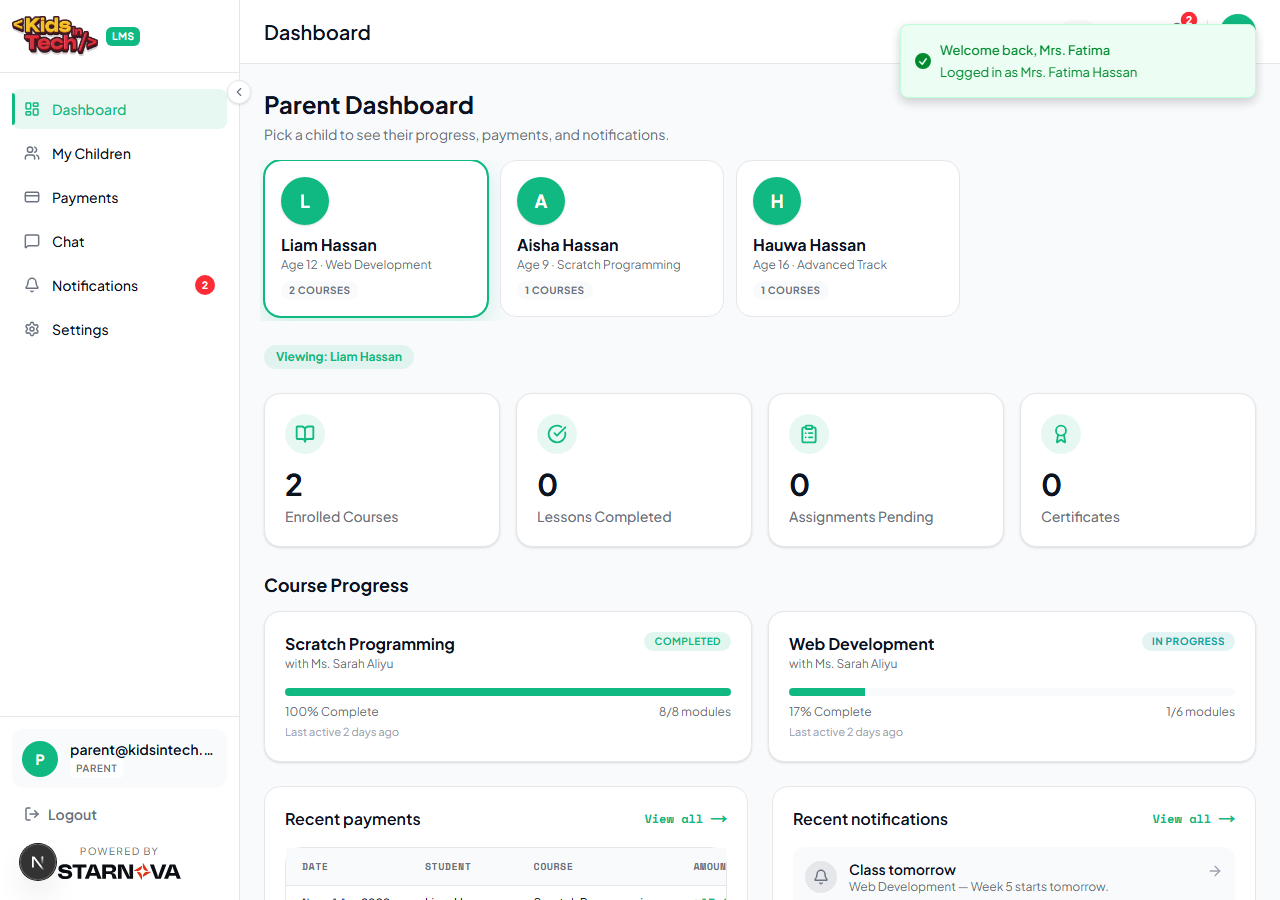 <Kids in Tech/>
LMS
Dashboard
2
Welcome back, Mrs. Fatima
Logged in as Mrs. Fatima Hassan
Dashboard
My Children
Payments
Chat
Notifications 2
Settings
Parent Dashboard
Pick a child to see their progress, payments, and notifications.
L
Liam Hassan
Age 12 · Web Development
2 COURSES
A
Aisha Hassan
Age 9 · Scratch Programming
1 COURSES
H
Hauwa Hassan
Age 16 · Advanced Track
1 COURSES
Viewing: Liam Hassan
2
Enrolled Courses
0
Lessons Completed
0
Assignments Pending
0
Certificates
Course Progress
Scratch Programming
COMPLETED
with Ms. Sarah Aliyu
100% Complete
8/8 modules
Last active 2 days ago
Web Development
IN PROGRESS
with Ms. Sarah Aliyu
17% Complete
1/6 modules
Last active 2 days ago
Recent payments
View all
DATE STUDENT COURSE AMOUN
Recent notifications
View all
Class tomorrow
Web Development — Week 5 starts tomorrow.
P
parent@kidsintech....
PARENT
Logout
POWERED BY
N
STARNOVA